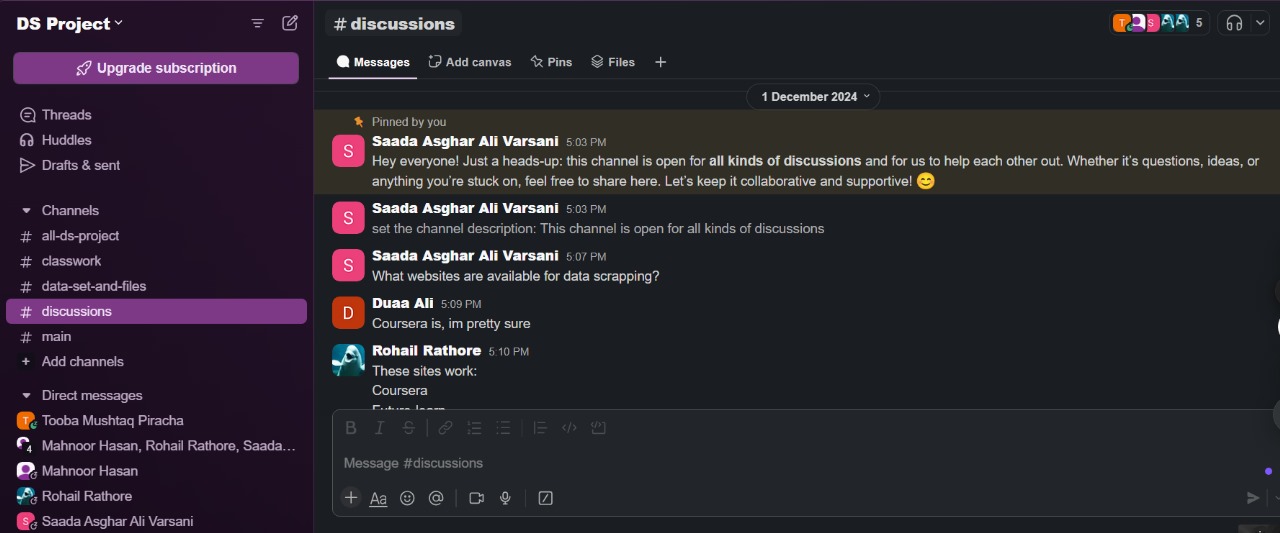 DS Project
Upgrade subscription
Threads
Huddles
Drafts & sent
Channels
# all-ds-project
# classwork
# data-set-and-files
# discussions
# main
+ Add channels
Direct messages
T Tooba Mushtaq Piracha
4 Mahnoor Hasan, Rohail Rathore, Saada...
Mahnoor Hasan
Rohail Rathore
S Saada Asghar Ali Varsani
# discussions
T S 5
Messages Add canvas Pins Files +
1 December 2024
Pinned by you
S Saada Asghar Ali Varsani 5:03 PM
Hey everyone! Just a heads-up: this channel is open for all kinds of discussions and for us to help each other out. Whether it's questions, ideas, or
anything you're stuck on, feel free to share here. Let's keep it collaborative and supportive! 😊
S Saada Asghar Ali Varsani 5:03 PM
set the channel description: This channel is open for all kinds of discussions
S Saada Asghar Ali Varsani 5:07 PM
What websites are available for data scrapping?
D Duaa Ali 5:09 PM
Coursera is, im pretty sure
Rohail Rathore 5:10 PM
These sites work:
Coursera
B I S
Message #discussions
+ Aa @